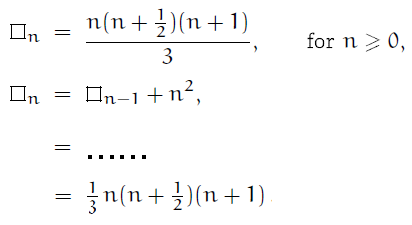 □ₙ = n(n + ½)(n + 1) / 3, for n ⩾ 0,
□ₙ = □ₙ₋₁ + n²,
= ......
= ⅓ n(n + ½)(n + 1)